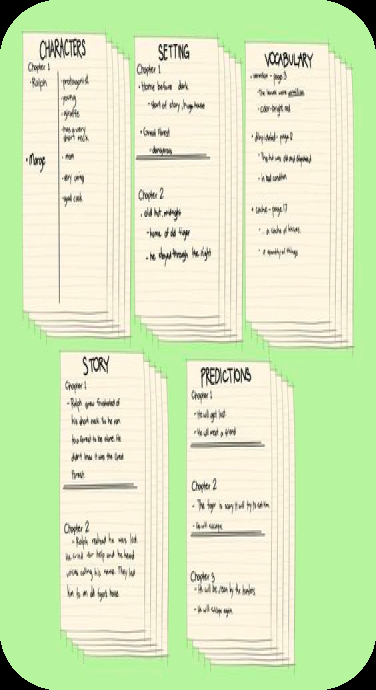 CHARACTERS
Chapter 1
• Ralph
- protagonist
- young
- giraffe
- has a very
short neck
• Marge
- mom
- very caring
- good cook
SETTING
Chapter 1
• Home before dark
- start of story /huge house
• Great Forest
- dangerous
Chapter 2
• old hut, midnight
- home of old tiger
- he stayed through the night
VOCABULARY
• vermilion - page 3
- The leaves were vermilion
- color - bright red
• dilapidated - page 12
- The hut was old and dilapidated
- in bad condition
• cache - page 17
- a cache of leaves
- a quantity of things
STORY
Chapter 1
- Ralph grew frustrated of
his short neck. So he ran
to a forest to be alone. He
didn't know it was the Great
Forest
Chapter 2
- Ralph realized he was lost
He cried for help and he heard
voices calling his name. They led
him to an old tiger's house
PREDICTIONS
Chapter 1
- He will get lost
- He will meet a friend
Chapter 2
- The tiger is scary it will try to eat him
- He will escape
Chapter 3
- He will be seen by the hunters
- He will escape again